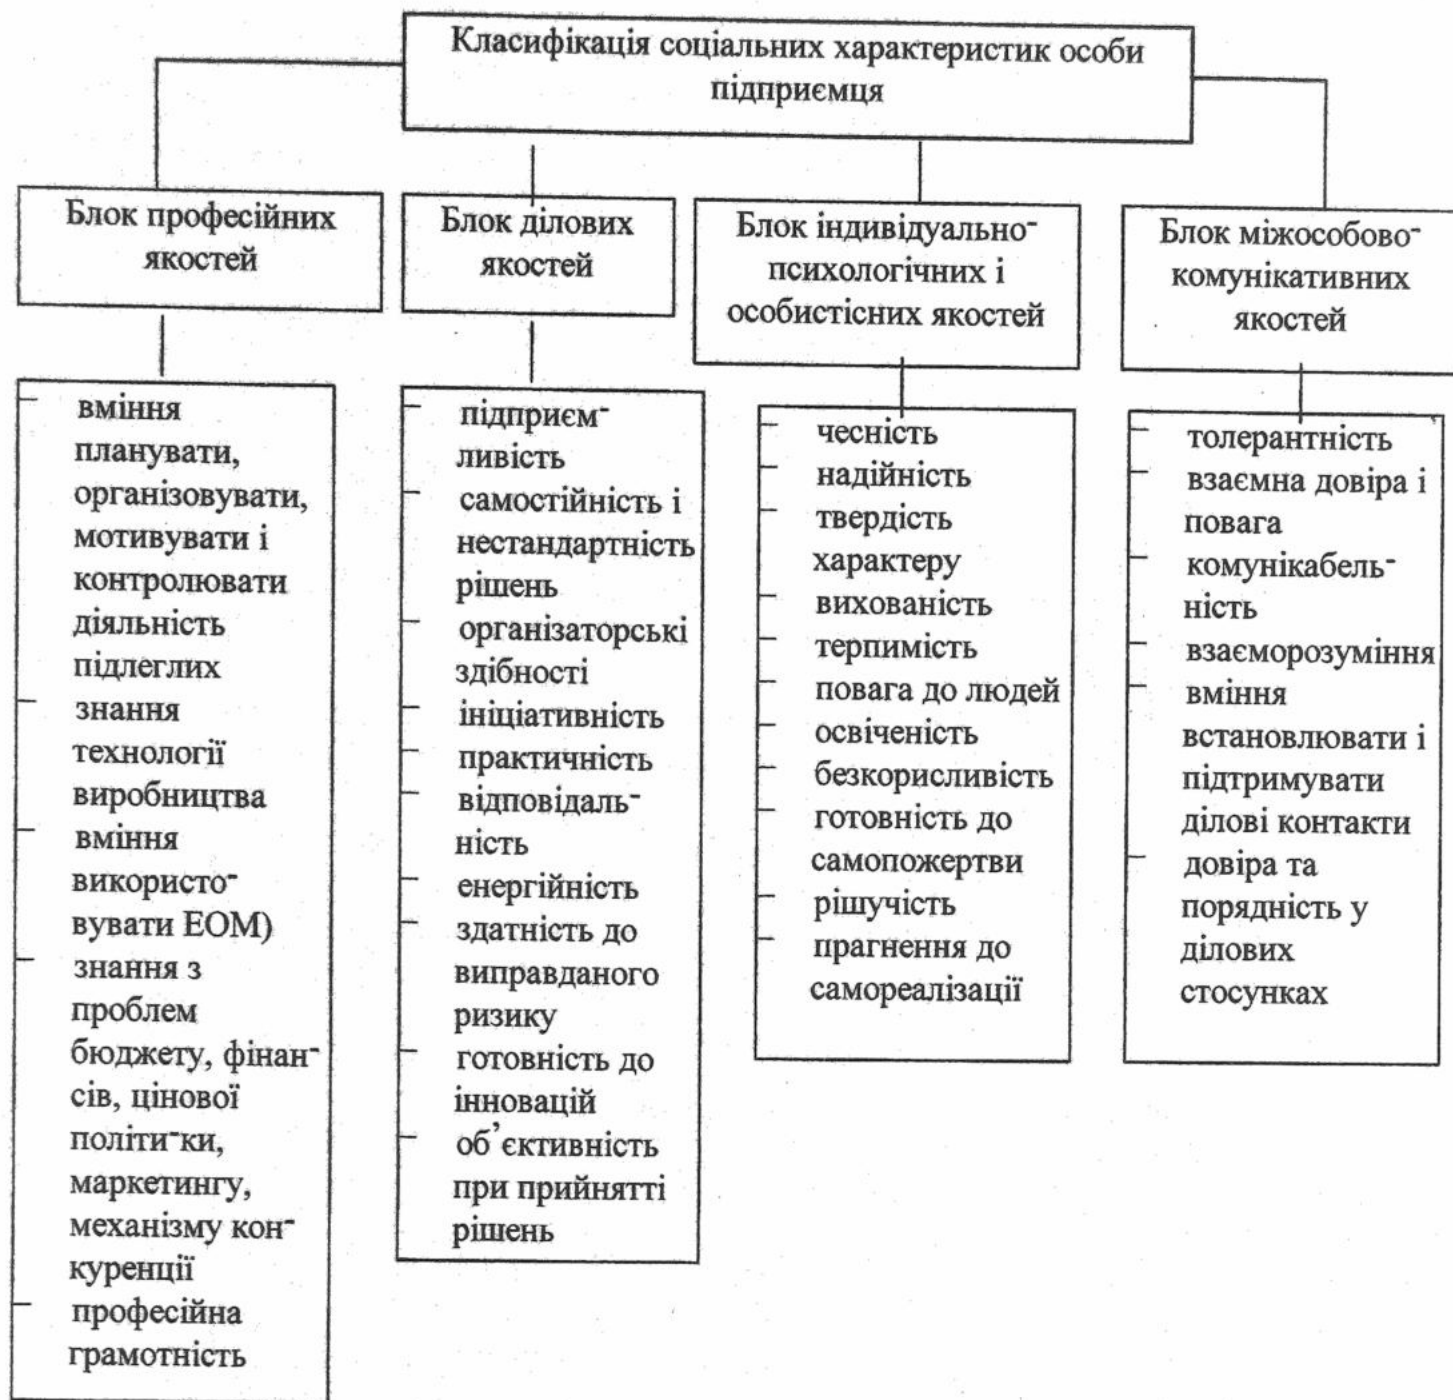 Класифікація соціальних характеристик особи
підприємця
Блок професійних
якостей
Блок ділових
якостей
Блок індивідуально-
психологічних і
особистісних якостей
Блок міжособово-
комунікативних
якостей
– вміння
планувати,
організовувати,
мотивувати і
контролювати
діяльність
підлеглих
– знання
технології
виробництва
– вміння
використо-
вувати ЕОМ)
– знання з
проблем
бюджету, фінан-
сів, цінової
політи-ки,
маркетингу,
механізму кон-
куренції
– професійна
грамотність
– підприєм-
ливість
– самостійність і
нестандартність
рішень
– організаторські
здібності
– ініціативність
– практичність
– відповідаль-
ність
– енергійність
– здатність до
виправданого
ризику
– готовність до
інновацій
– об’єктивність
при прийнятті
рішень
– чесність
– надійність
– твердість
характеру
– вихованість
– терпимість
– повага до людей
– освіченість
– безкорисливість
– готовність до
самопожертви
– рішучість
– прагнення до
самореалізації
– толерантність
– взаємна довіра і
повага
– комунікабель-
ність
– взаєморозуміння
– вміння
встановлювати і
підтримувати
ділові контакти
– довіра та
порядність у
ділових
стосунках